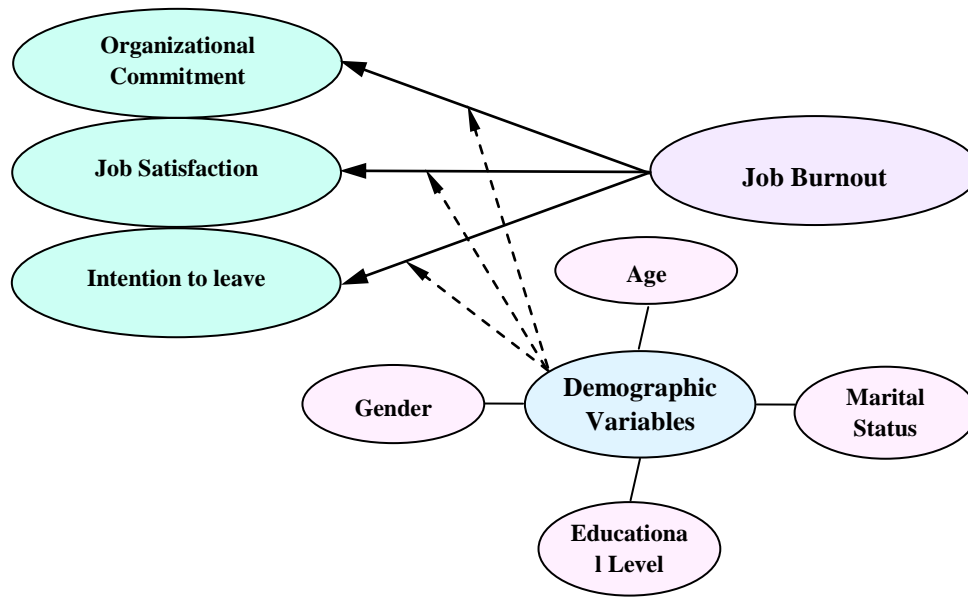 Organizational
Commitment
Job Satisfaction
Job Burnout
Intention to leave
Age
Demographic
Variables
Gender
Marital
Status
Educationa
l Level